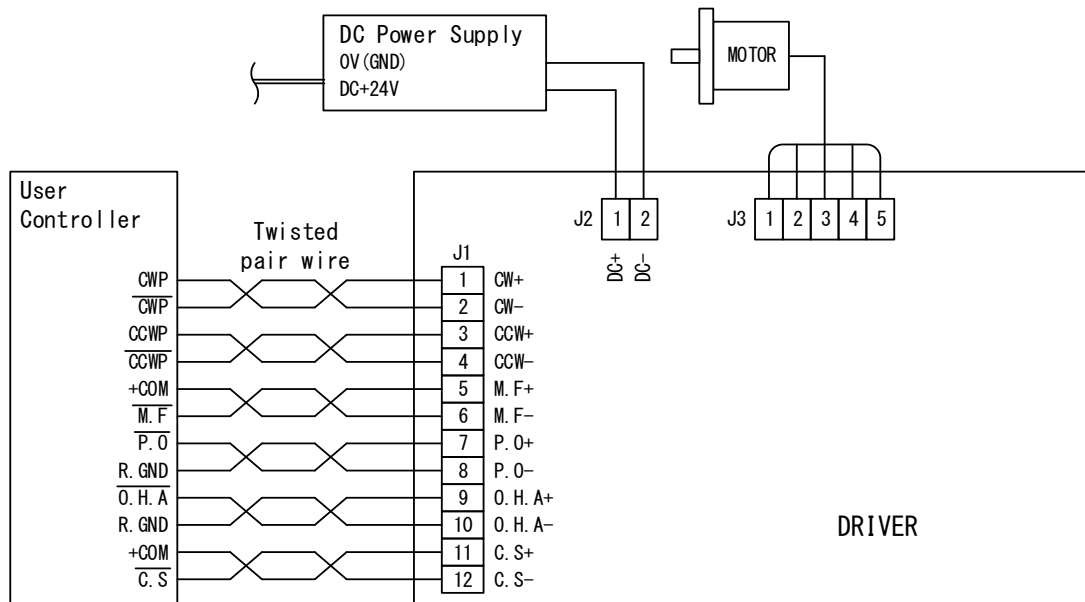 DC Power Supply
0V(GND)
DC+24V
MOTOR
User
Controller
Twisted
pair wire
J2 1 2
DC+ DC-
J3 1 2 3 4 5
J1
CWP 1 CW+
C̅W̅P̅ 2 CW-
CCWP 3 CCW+
C̅C̅W̅P̅ 4 CCW-
+COM 5 M.F+
M̅.̅F̅ 6 M.F-
P̅.̅O̅ 7 P.O+
R.GND 8 P.O-
O̅.̅H̅.̅A̅ 9 O.H.A+
R.GND 10 O.H.A-
+COM 11 C.S+
C̅.̅S̅ 12 C.S-
DRIVER